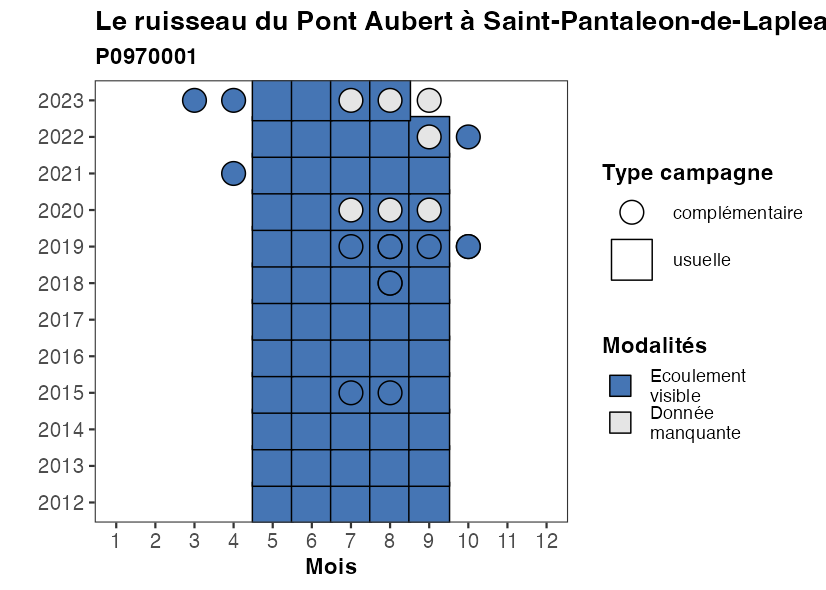 Le ruisseau du Pont Aubert à Saint-Pantaleon-de-Laplea
P0970001
2023
2022
2021
2020
2019
2018
2017
2016
2015
2014
2013
2012
1 2 3 4 5 6 7 8 9 10 11 12
Mois
Type campagne
complémentaire
usuelle
Modalités
Ecoulement
visible
Donnée
manquante